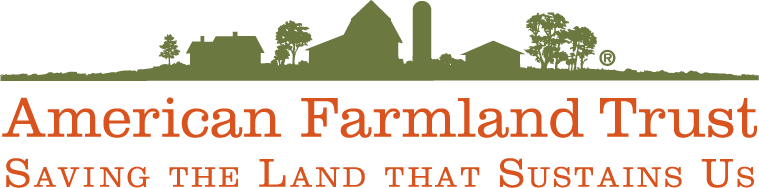 ®
American Farmland Trust
Saving the Land that Sustains Us